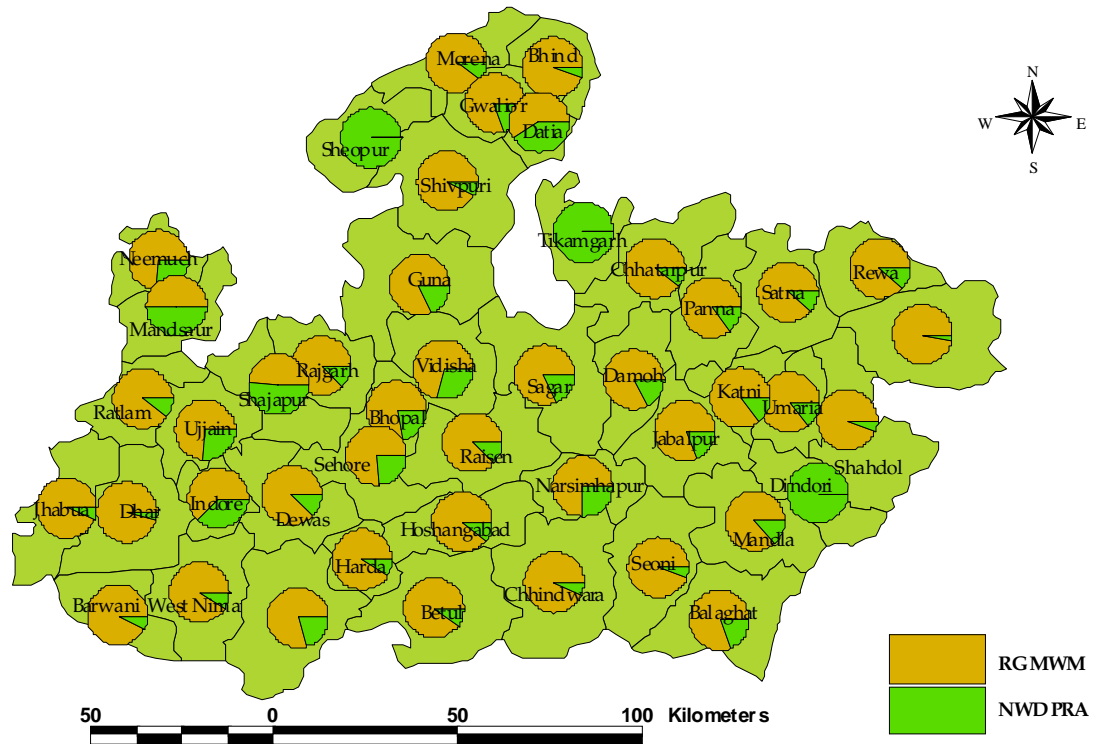 Morena
Bhind
Gwalior
Datia
Sheopur
Shivpuri
N
W
E
S
Tikamgarh
Neemuch
Guna
Chhatarpur
Rewa
Satna
Panna
Mandsaur
Rajgarh
Vidisha
Sagar
Damoh
Shajapur
Katni
Umaria
Ratlam
Bhopal
Ujjain
Jabalpur
Raisen
Sehore
Shahdol
Narsimhapur
Dindori
Jhabua
Dhar
Indore
Dewas
Hoshangabad
Mandla
Harda
Seoni
Chhindwara
Barwani
West Nima
Betul
Balaghat
RGMWM
NWDPRA
50 0 50 100 Kilometers